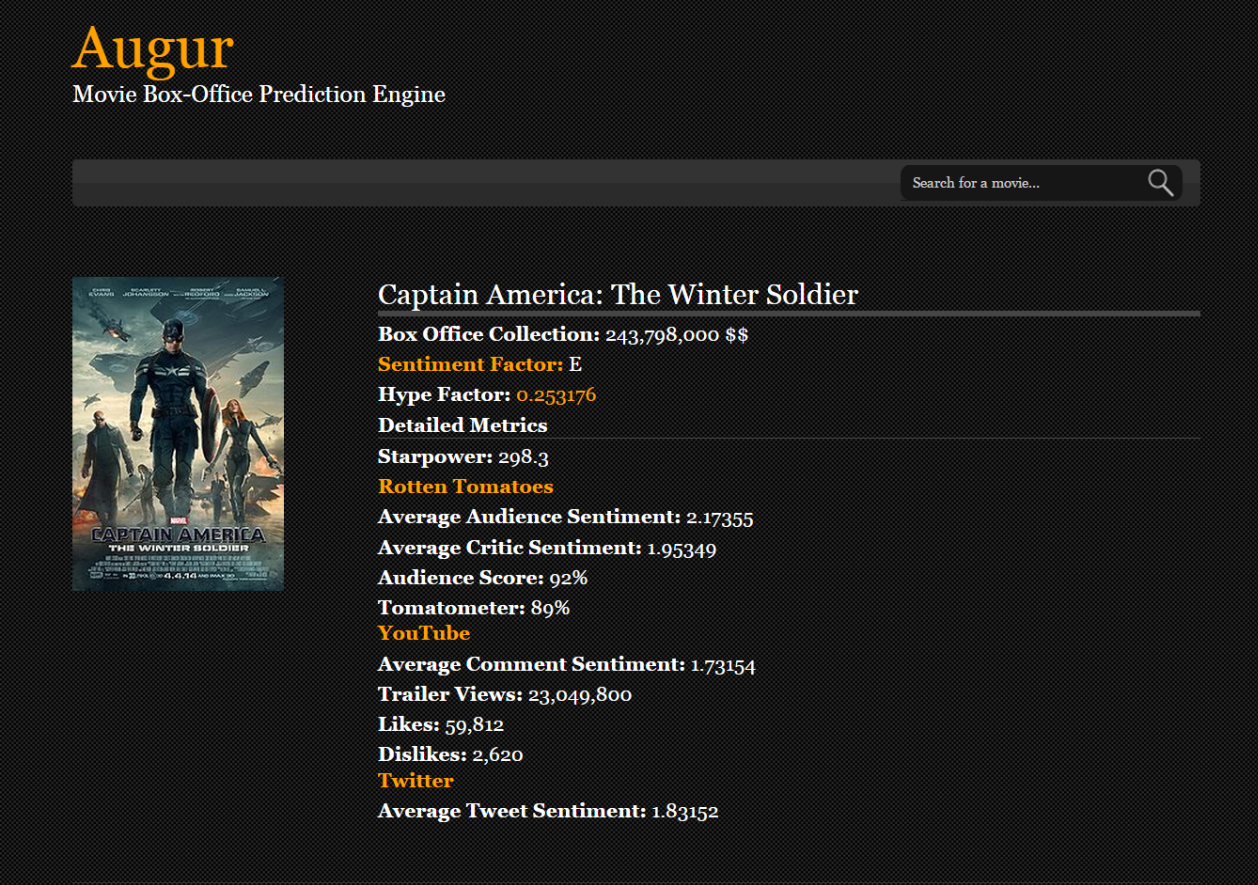 Augur
Movie Box-Office Prediction Engine
Search for a movie...
CHRIS EVANS SCARLETT JOHANSSON ROBERT REDFORD SAMUEL L. JACKSON
MARVEL
CAPTAIN AMERICA
THE WINTER SOLDIER
4.4.14
Captain America: The Winter Soldier
Box Office Collection: 243,798,000 $$
Sentiment Factor: E
Hype Factor: 0.253176
Detailed Metrics
Starpower: 298.3
Rotten Tomatoes
Average Audience Sentiment: 2.17355
Average Critic Sentiment: 1.95349
Audience Score: 92%
Tomatometer: 89%
YouTube
Average Comment Sentiment: 1.73154
Trailer Views: 23,049,800
Likes: 59,812
Dislikes: 2,620
Twitter
Average Tweet Sentiment: 1.83152